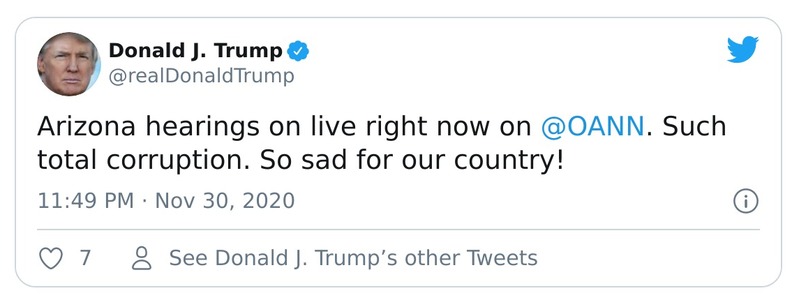 Donald J. Trump
@realDonaldTrump
Arizona hearings on live right now on @OANN. Such
total corruption. So sad for our country!
11:49 PM · Nov 30, 2020
7 See Donald J. Trump’s other Tweets